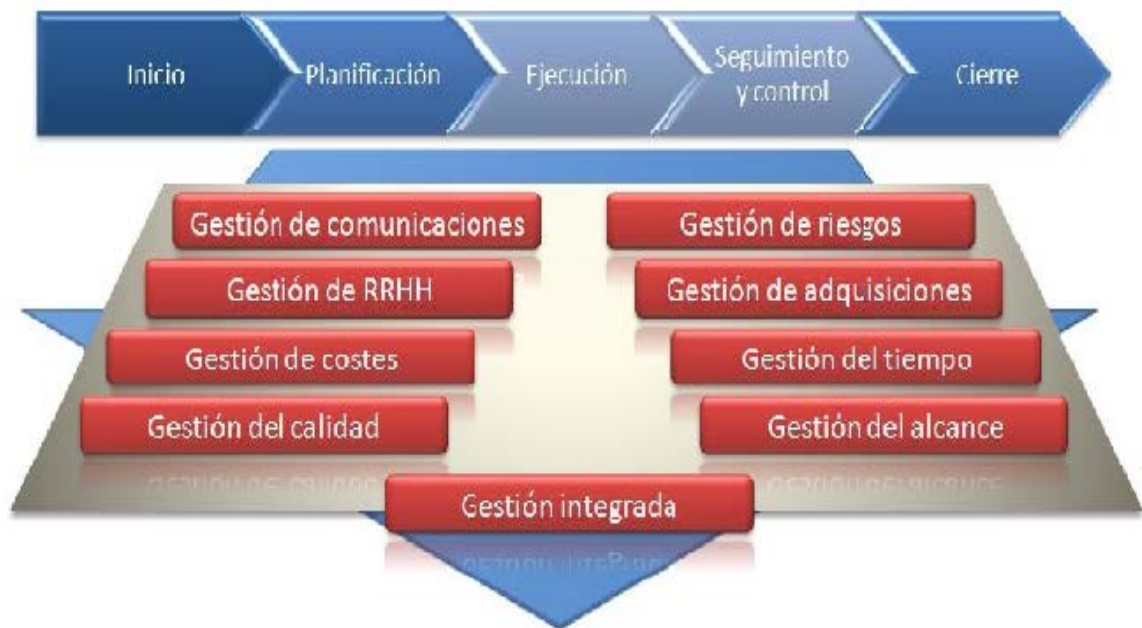 Inicio
Planificación
Ejecución
Seguimiento
y control
Cierre
Gestión de comunicaciones
Gestión de riesgos
Gestión de RRHH
Gestión de adquisiciones
Gestión de costes
Gestión del tiempo
Gestión del calidad
Gestión del alcance
Gestión integrada